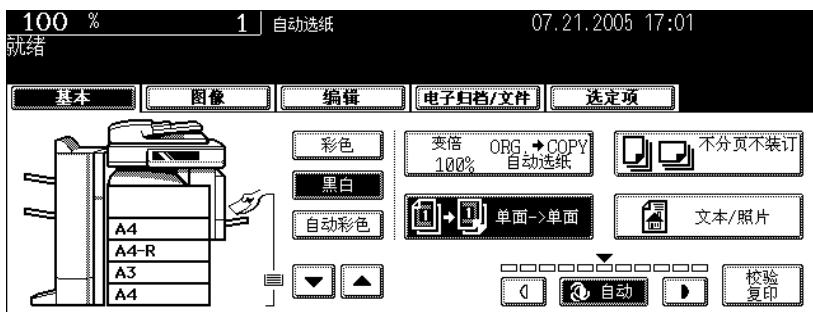 100 % 1 自动选纸 07.21.2005 17:01
就绪
基本 图像 编辑 电子归档/文件 选定项
彩色
黑白
自动彩色
变倍 ORG.→COPY
100% 自动选纸
不分页不装订
1→1 单面->单面
文本/照片
A4
A4-R
A3
A4
自动
校验
复印